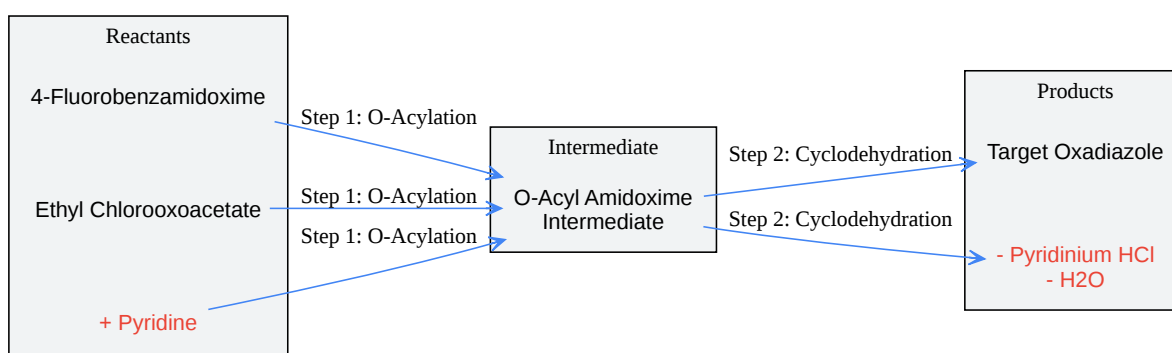 Reactants
4-Fluorobenzamidoxime
Ethyl Chlorooxoacetate
+ Pyridine
Step 1: O-Acylation
Step 1: O-Acylation
Step 1: O-Acylation
Intermediate
O-Acyl Amidoxime
Intermediate
Step 2: Cyclodehydration
Step 2: Cyclodehydration
Products
Target Oxadiazole
- Pyridinium HCl
- H2O